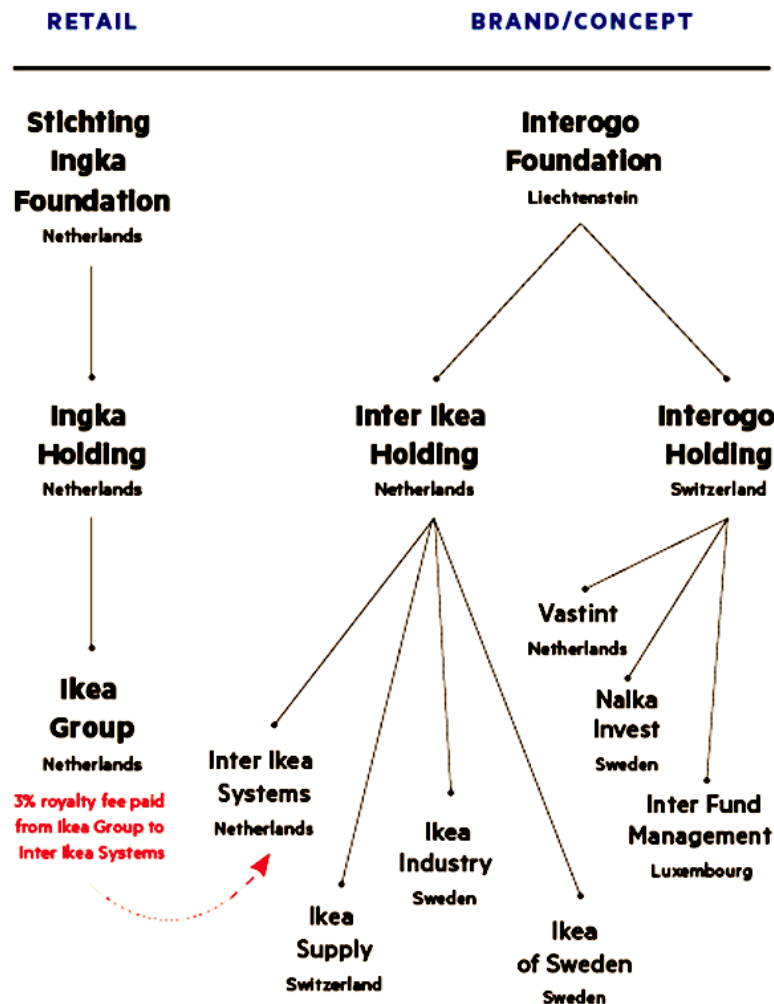 RETAIL
BRAND/CONCEPT
Stichting
Ingka
Foundation
Netherlands
Interogo
Foundation
Liechtenstein
Ingka
Holding
Netherlands
Inter Ikea
Holding
Netherlands
Interogo
Holding
Switzerland
Ikea
Group
Netherlands
3% royalty fee paid
from Ikea Group to
Inter Ikea Systems
Inter Ikea
Systems
Netherlands
Ikea
Supply
Switzerland
Ikea
Industry
Sweden
Ikea
of Sweden
Sweden
Vastint
Netherlands
Nalka
Invest
Sweden
Inter Fund
Management
Luxembourg